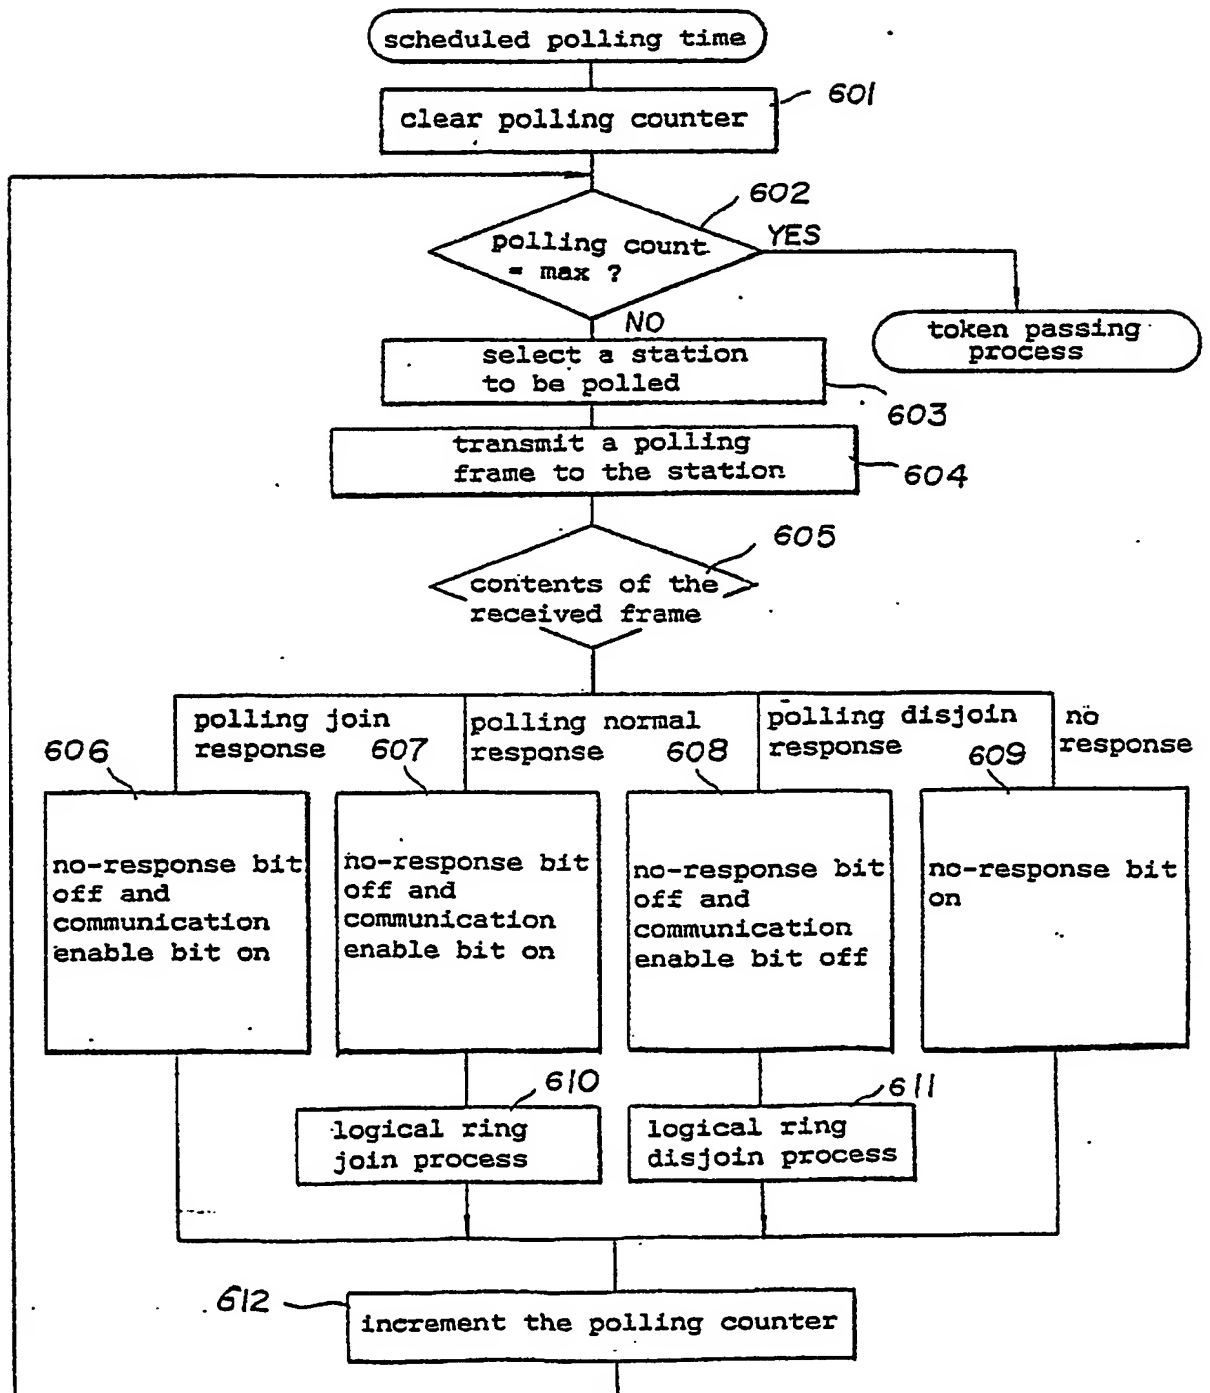 scheduled polling time
601
clear polling counter
602
polling count
= max ?
YES
NO
token passing
process
select a station
to be polled
603
transmit a polling
frame to the station
604
605
contents of the
received frame
polling join
response
polling normal
response
polling disjoin
response
no
response
606
607
608
609
no-response bit
off and
communication
enable bit on
no-response bit
off and
communication
enable bit on
no-response bit
off and
communication
enable bit off
no-response bit
on
610
611
logical ring
join process
logical ring
disjoin process
612
increment the polling counter